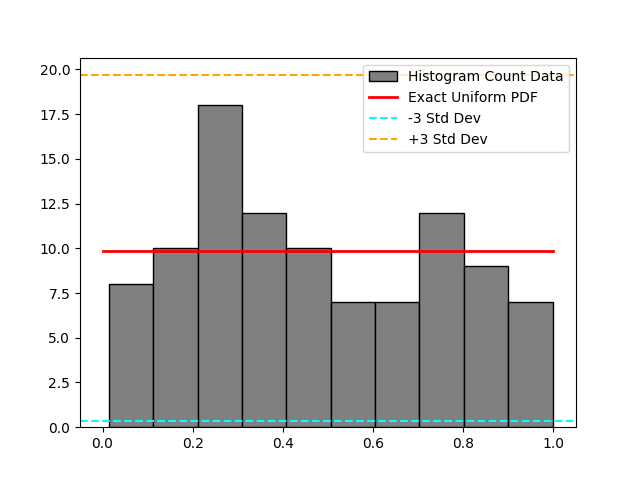 20.0
17.5
15.0
12.5
10.0
7.5
5.0
2.5
0.0
0.0 0.2 0.4 0.6 0.8 1.0
Histogram Count Data
Exact Uniform PDF
-3 Std Dev
+3 Std Dev